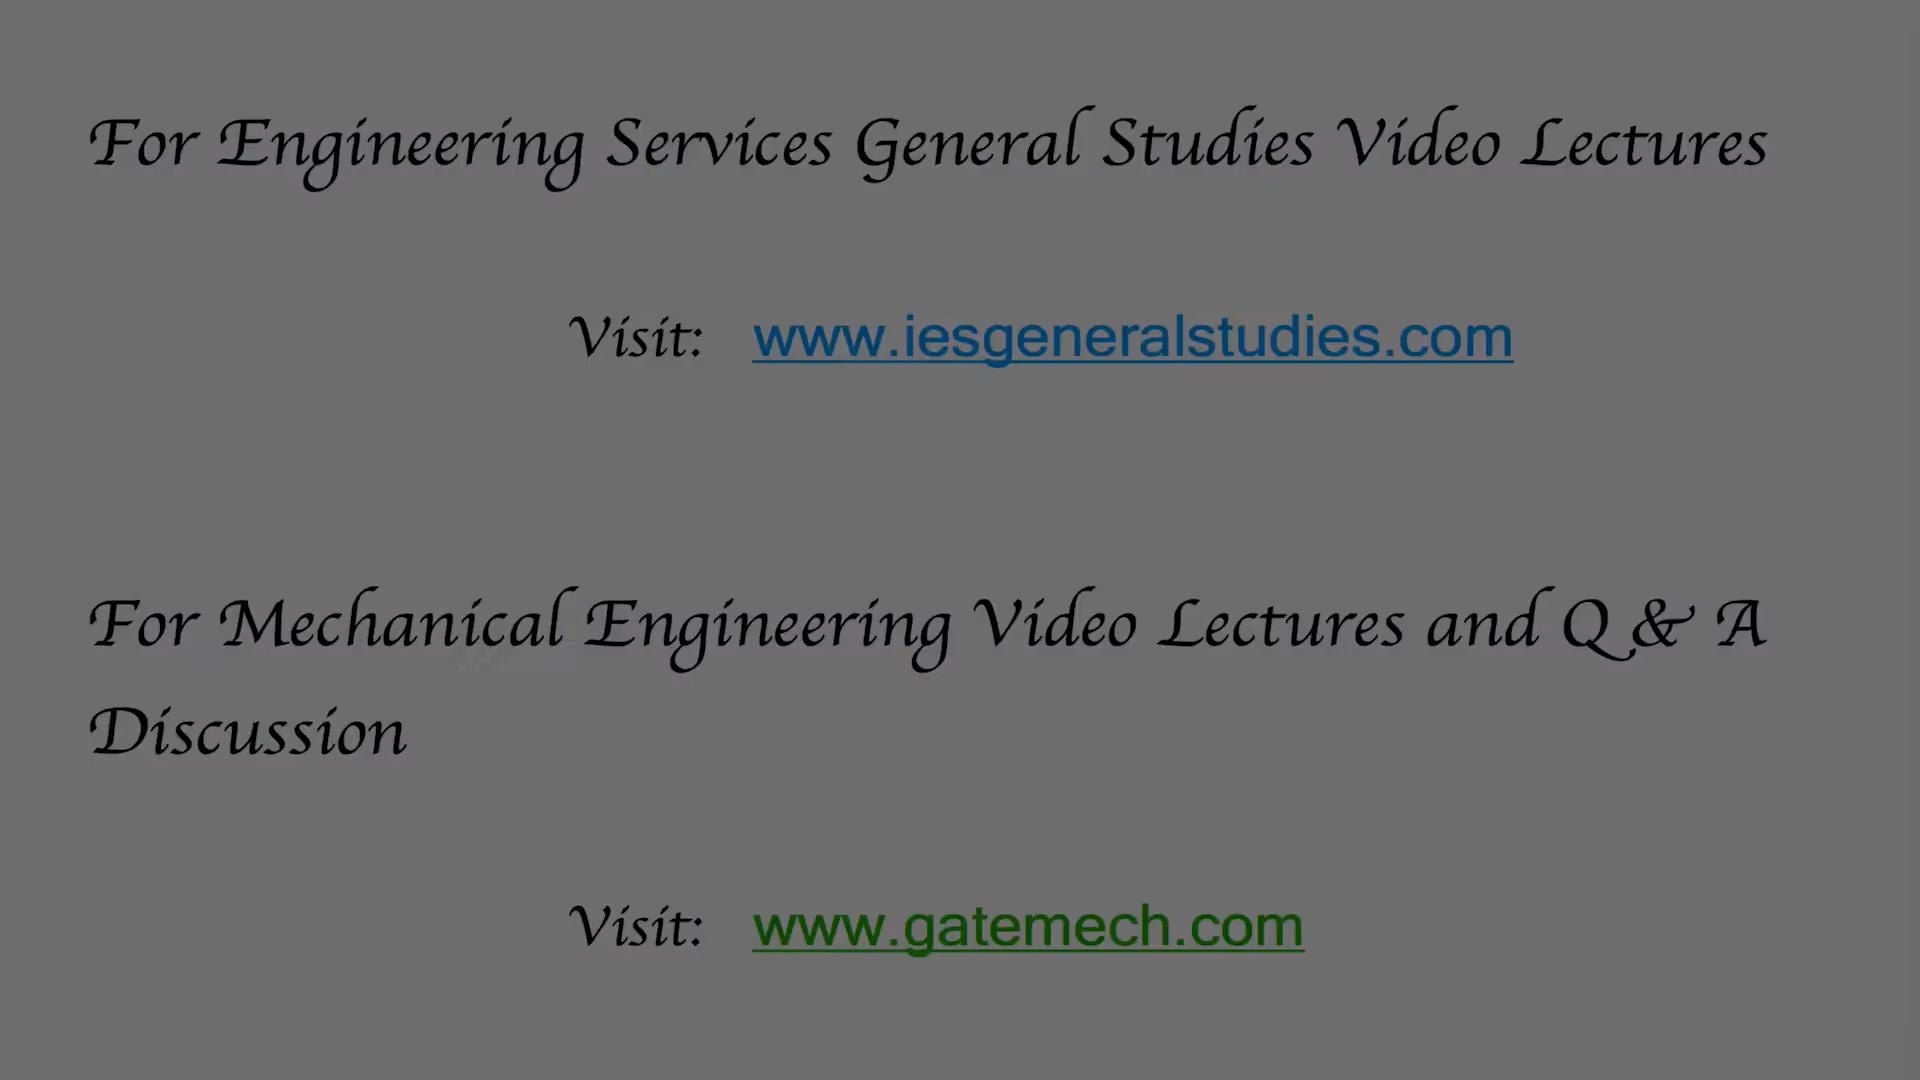 For Engineering Services General Studies Video Lectures
Visit: www.iesgeneralstudies.com
For Mechanical Engineering Video Lectures and Q & A
Discussion
Visit: www.gatemech.com